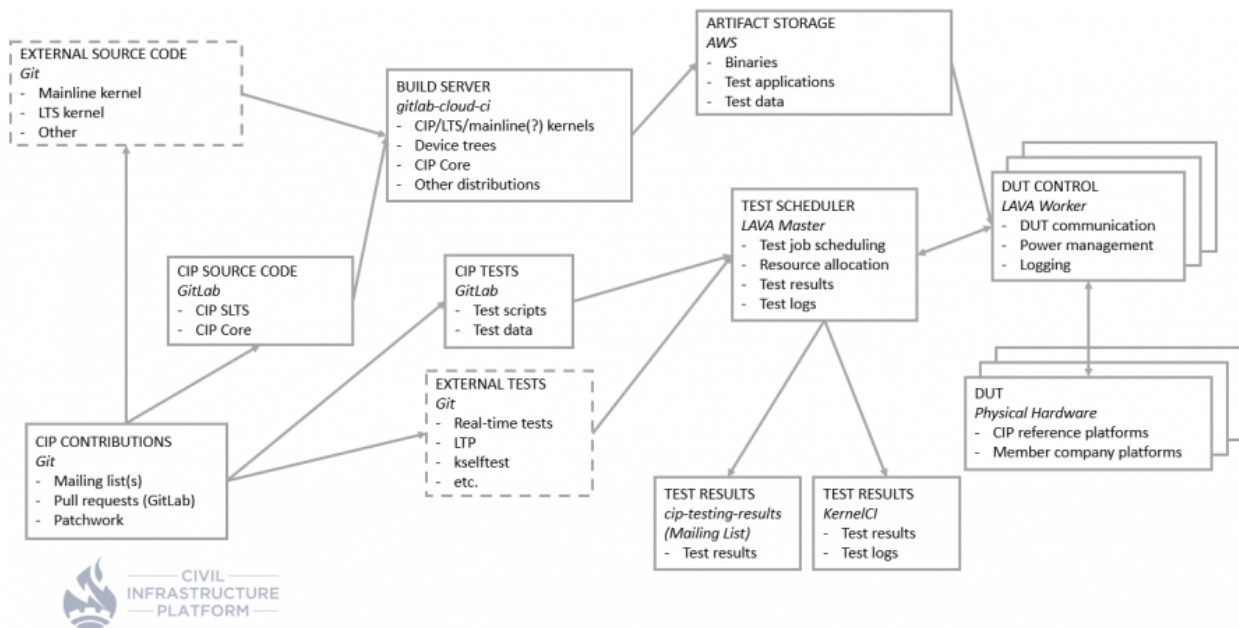 EXTERNAL SOURCE CODE
Git
- Mainline kernel
- LTS kernel
- Other
BUILD SERVER
gitlab-cloud-ci
- CIP/LTS/mainline(?) kernels
- Device trees
- CIP Core
- Other distributions
ARTIFACT STORAGE
AWS
- Binaries
- Test applications
- Test data
DUT CONTROL
LAVA Worker
- DUT communication
- Power management
- Logging
TEST SCHEDULER
LAVA Master
- Test job scheduling
- Resource allocation
- Test results
- Test logs
CIP SOURCE CODE
GitLab
- CIP SLTS
- CIP Core
CIP TESTS
GitLab
- Test scripts
- Test data
EXTERNAL TESTS
Git
- Real-time tests
- LTP
- kselftest
- etc.
DUT
Physical Hardware
- CIP reference platforms
- Member company platforms
CIP CONTRIBUTIONS
Git
- Mailing list(s)
- Pull requests (GitLab)
- Patchwork
TEST RESULTS
cip-testing-results
(Mailing List)
- Test results
TEST RESULTS
KernelCI
- Test results
- Test logs
CIVIL
INFRASTRUCTURE
PLATFORM